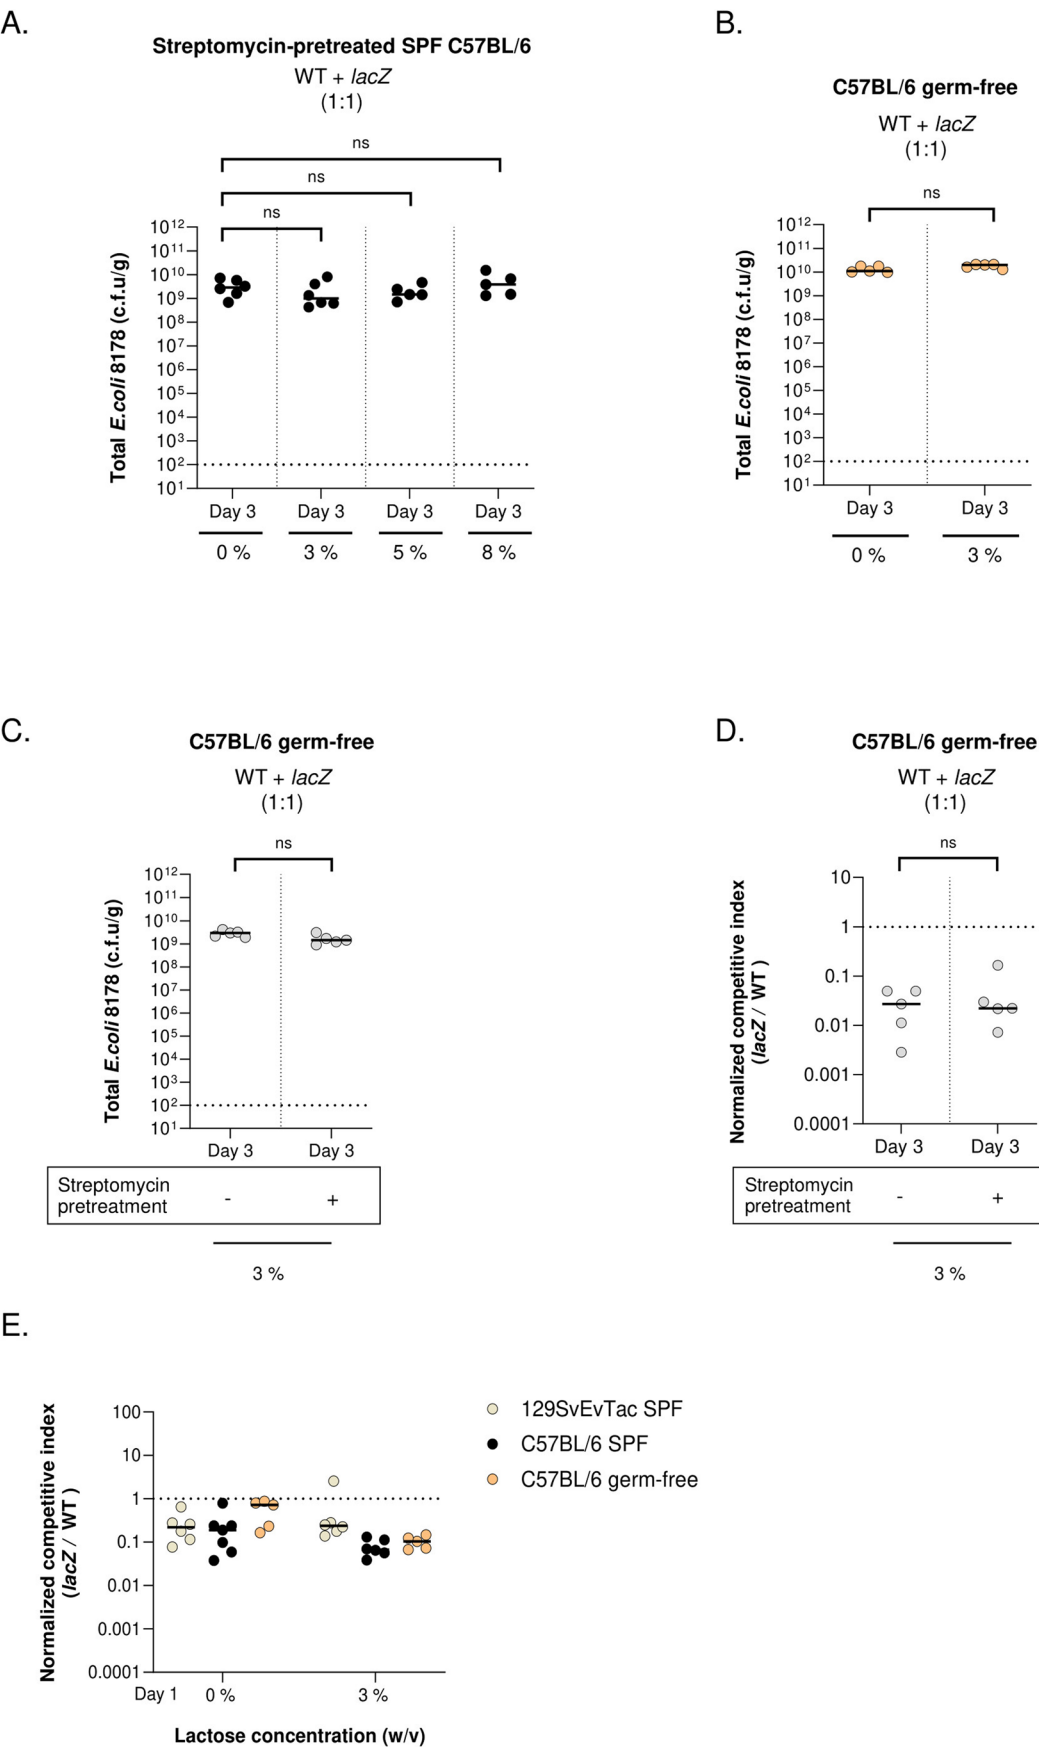 A.
Streptomycin-pretreated SPF C57BL/6
WT + lacZ
(1:1)
ns
ns
ns
Total E.coli 8178 (c.f.u/g)
10¹²
10¹¹
10¹⁰
10⁹
10⁸
10⁷
10⁶
10⁵
10⁴
10³
10²
10¹
Day 3 Day 3 Day 3 Day 3
0 % 3 % 5 % 8 %
B.
C57BL/6 germ-free
WT + lacZ
(1:1)
ns
Total E.coli 8178 (c.f.u/g)
10¹²
10¹¹
10¹⁰
10⁹
10⁸
10⁷
10⁶
10⁵
10⁴
10³
10²
10¹
Day 3 Day 3
0 % 3 %
C.
C57BL/6 germ-free
WT + lacZ
(1:1)
ns
Total E.coli 8178 (c.f.u/g)
10¹²
10¹¹
10¹⁰
10⁹
10⁸
10⁷
10⁶
10⁵
10⁴
10³
10²
10¹
Day 3 Day 3
Streptomycin
pretreatment - +
3 %
D.
C57BL/6 germ-free
WT + lacZ
(1:1)
ns
Normalized competitive index
(lacZ / WT )
10
1
0.1
0.01
0.001
0.0001
Day 3 Day 3
Streptomycin
pretreatment - +
3 %
E.
Normalized competitive index
(lacZ / WT )
100
10
1
0.1
0.01
0.001
0.0001
Day 1 0 % 3 %
Lactose concentration (w/v)
129SvEvTac SPF
C57BL/6 SPF
C57BL/6 germ-free